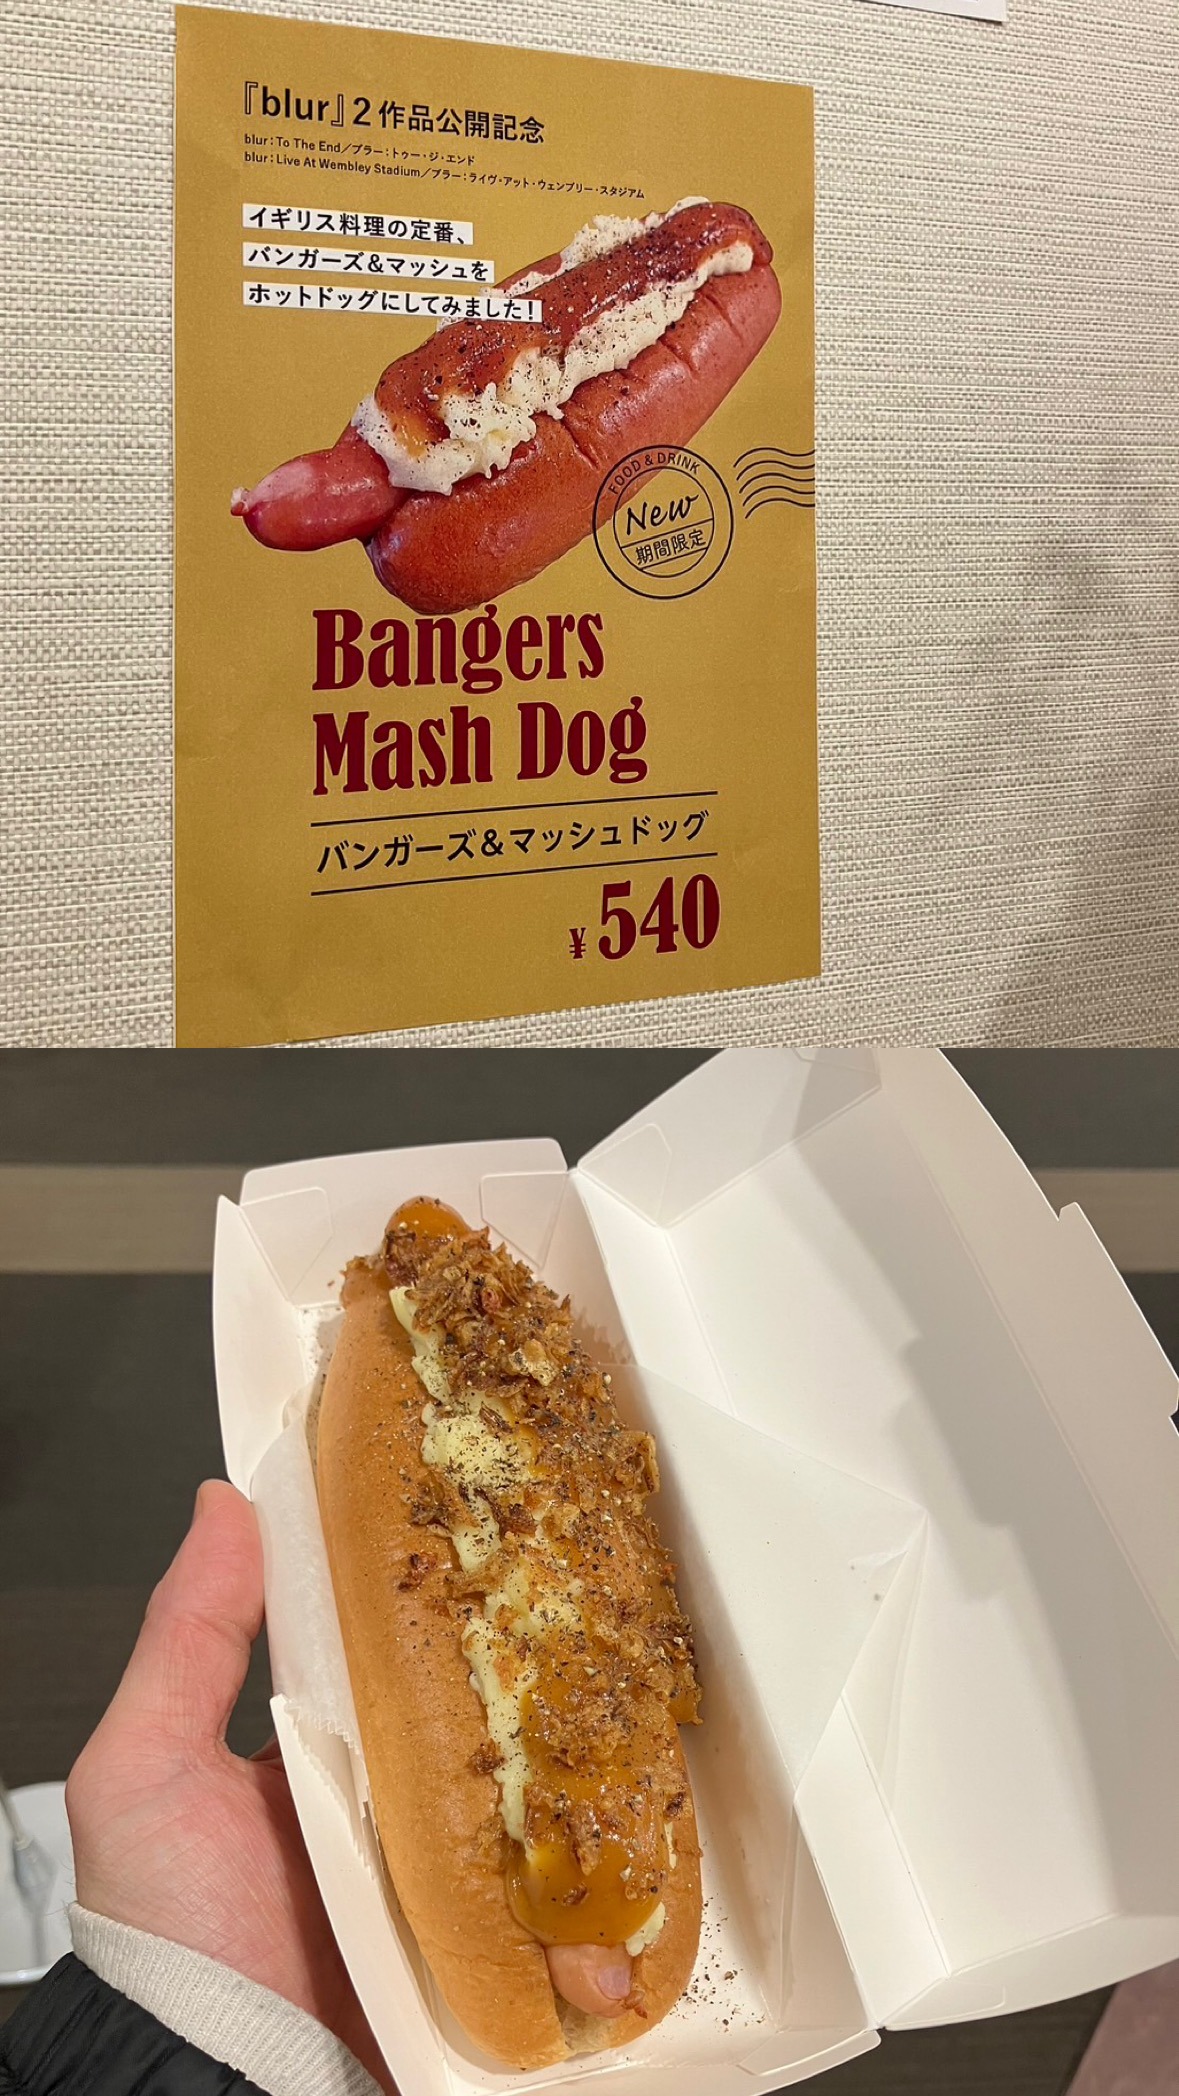 『blur』2作品公開記念
blur：To The End／ブラー：トゥー・ジ・エンド
blur：Live At Wembley Stadium／ブラー：ライヴ・アット・ウェンブリー・スタジアム
イギリス料理の定番、
バンガーズ&マッシュを
ホットドッグにしてみました！
FOOD & DRINK
New
期間限定
Bangers
Mash Dog
バンガーズ&マッシュドッグ
¥540